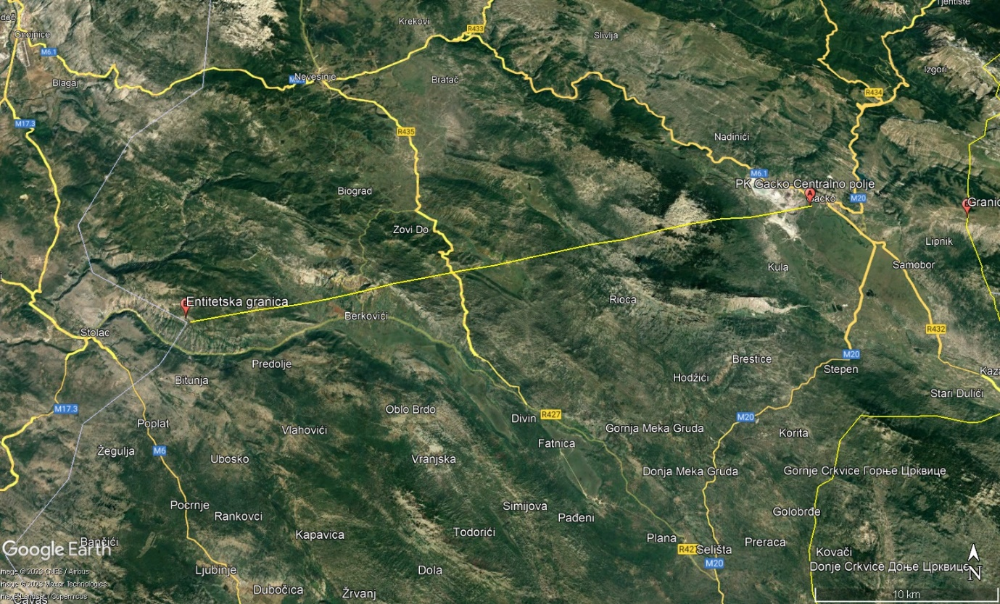 Tjentište
Krekovi
R433
Slivlja
Gnojnice
M6.1
Izgori
Nevesinje
Blagaj
Bratač
R434
M17.3
R435
Nadinići
M6.1
PK Gacko-Centralno polje
Biograd
Gacko
M20
Granic
Zovi Do
Lipnik
Kula
Samobor
Entitetska granica
Rioca
Berkovići
Stolac
R432
M20
Predolje
Brestice
Stepen
Kaza
Bitunja
Hodžići
Stari Dulići
M17.3
Oblo Brdo
Divin
R427
M20
Poplat
Vlahovići
Gornja Meka Gruda
Korita
Fatnica
Žegulja
M6
Ubosko
Vranjska
Donja Meka Gruda
Gornje Crkvice Горње Црквице
Pocrnje
Simijova
Golobrđe
Rankovci
Pađeni
Kapavica
Todorići
Plana
Preraca
Google Earth
Bančići
R427
Selišta
Kovači
M20
Donje Crkvice Доње Црквице
Ljubinje
Dola
N
Image © 2023 CNES / Airbus
Image © 2023 Maxar Technologies
Image Landsat / Copernicus
Dubočica
Žrvanj
10 km